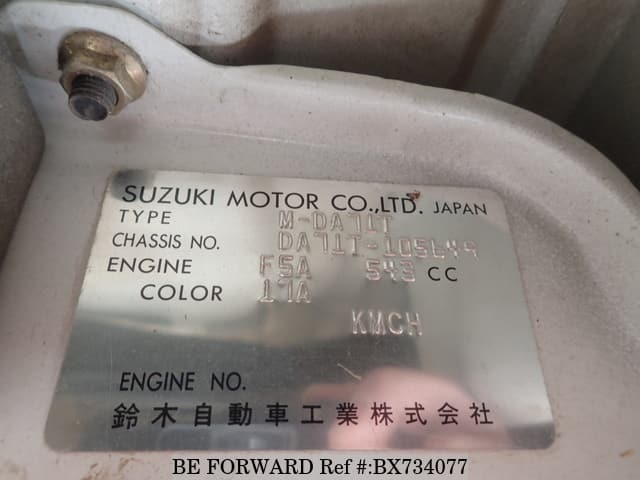 SUZUKI MOTOR CO.,LTD. JAPAN
TYPE M-DA71T
CHASSIS NO. DA71T-105649
ENGINE F5A 543 CC
COLOR 17A
KMCH
ENGINE NO.
鈴木自動車工業株式会社
BE FORWARD Ref #:BX734077